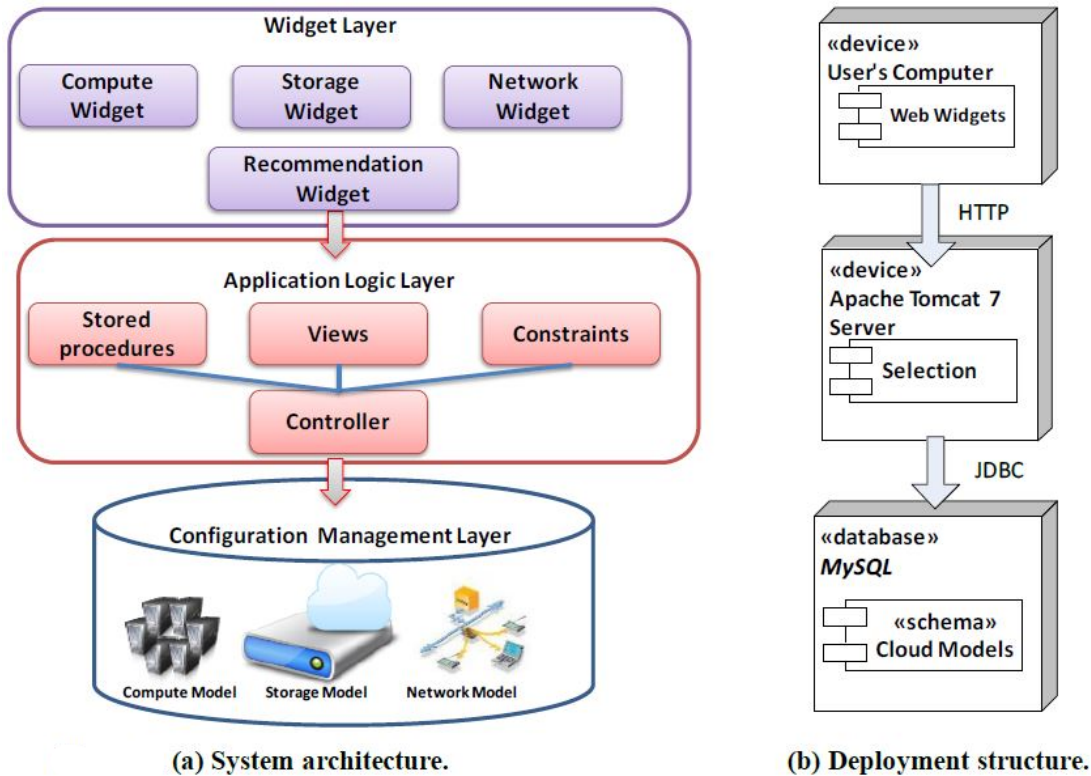 Widget Layer
Compute
Widget
Storage
Widget
Network
Widget
Recommendation
Widget
Application Logic Layer
Stored
procedures
Views
Constraints
Controller
Configuration Management Layer
Compute Model
Storage Model
Network Model
(a) System architecture.
«device»
User's Computer
Web Widgets
HTTP
«device»
Apache Tomcat 7
Server
Selection
JDBC
«database»
MySQL
«schema»
Cloud Models
(b) Deployment structure.